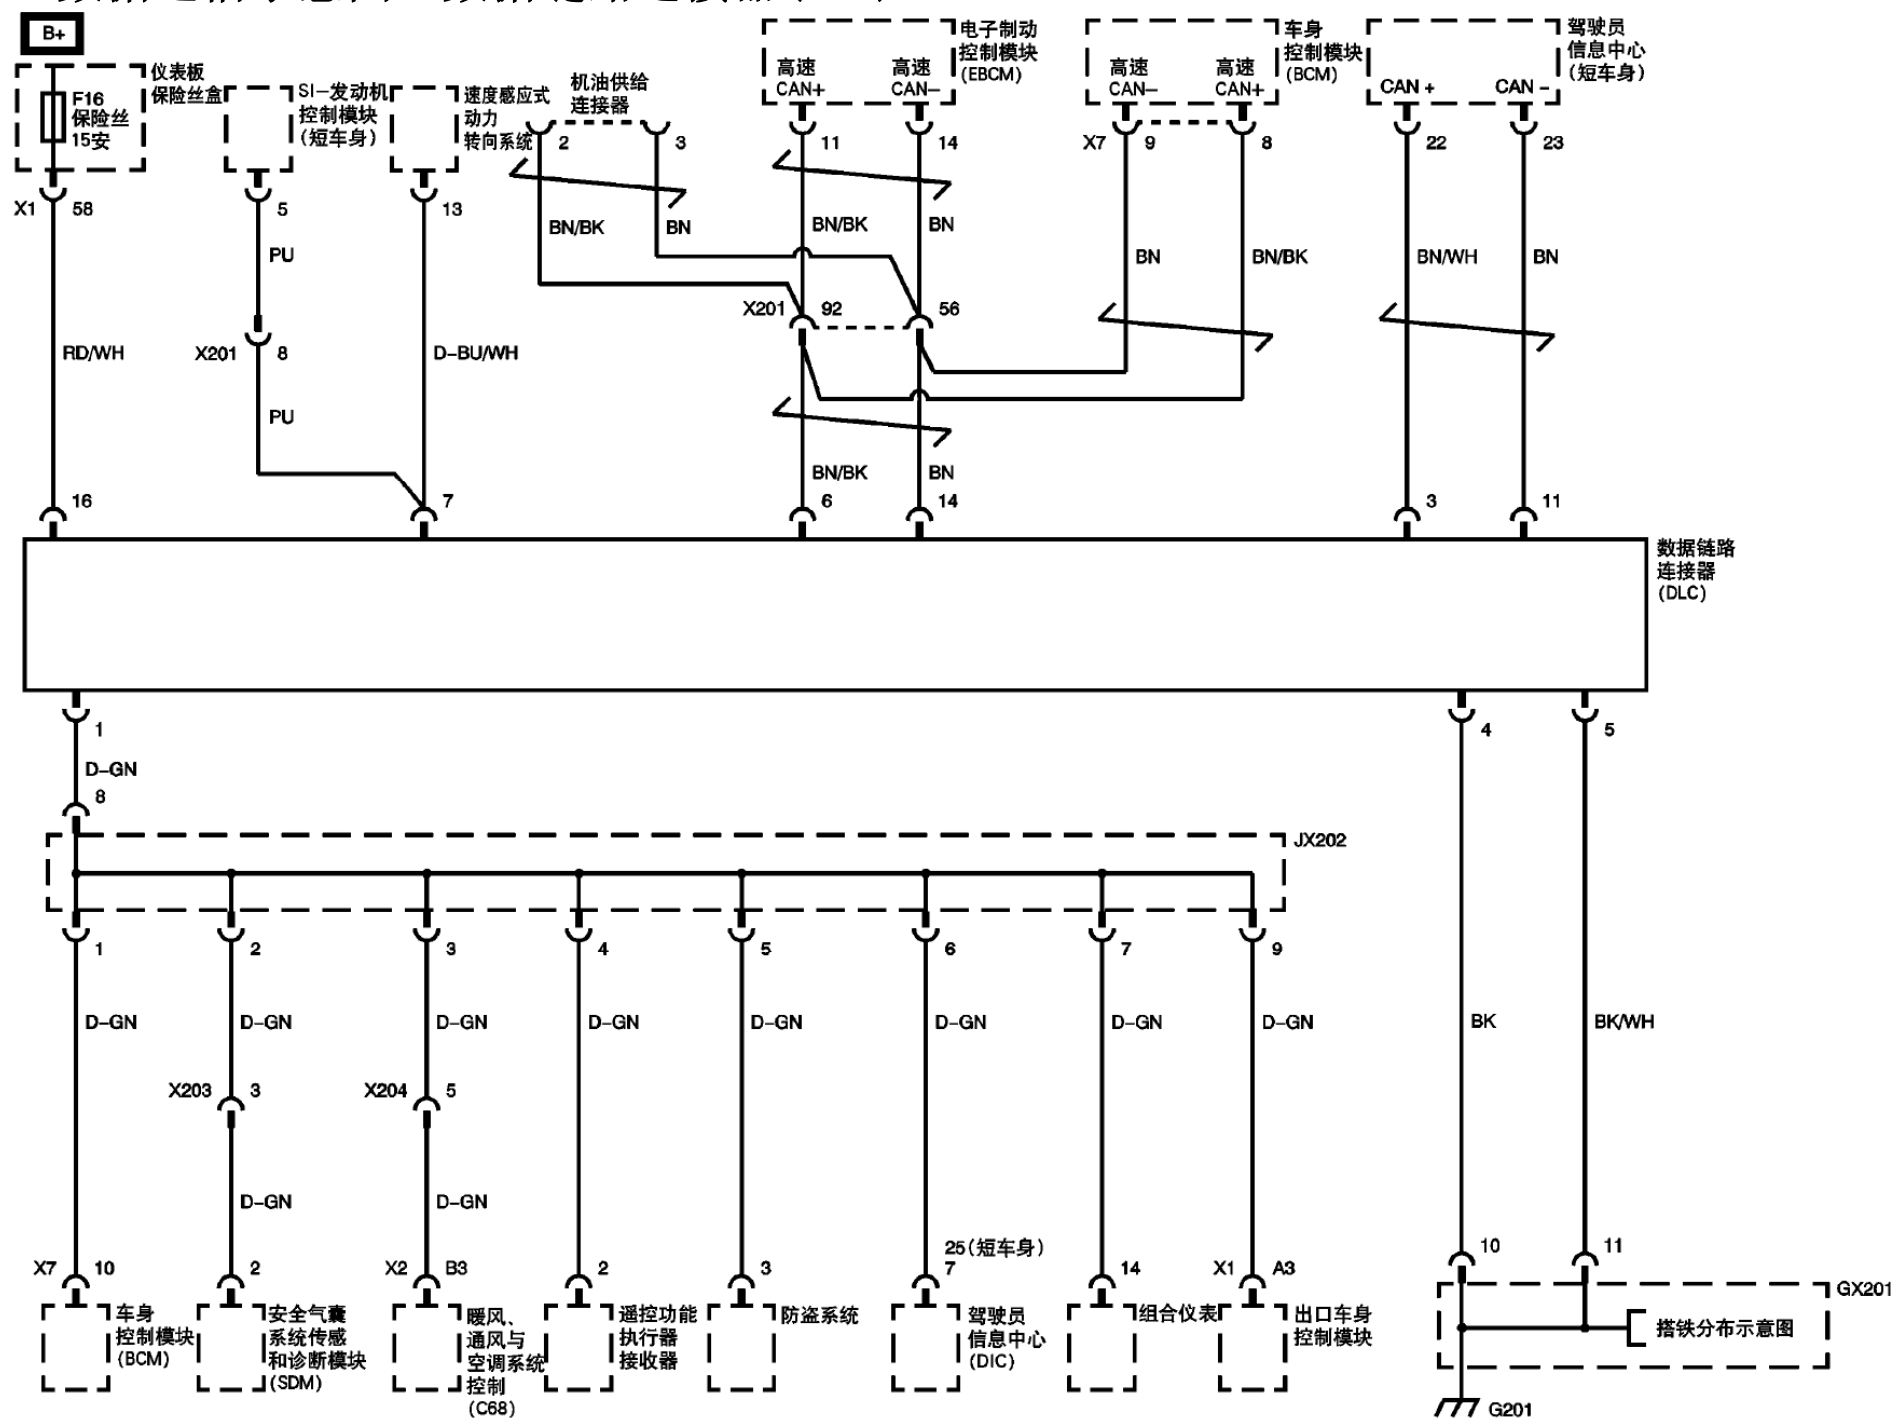 B+
仪表板
保险丝盒
F16
保险丝
15安
X1
58
RD/WH
16
SI-发动机
控制模块
(短车身)
5
PU
X201
8
PU
速度感应式
动力
转向系统
13
D-BU/WH
7
机油供给
连接器
2
3
BN/BK
BN
电子制动
控制模块
(EBCM)
高速
CAN+
高速
CAN-
11
14
BN/BK
BN
X201
92
56
BN/BK
BN
6
14
车身
控制模块
(BCM)
高速
CAN-
高速
CAN+
X7
9
8
BN
BN/BK
驾驶员
信息中心
(短车身)
CAN +
CAN -
22
23
BN/WH
BN
3
11
数据链路
连接器
(DLC)
1
D-GN
8
JX202
4
5
1
2
3
4
5
6
7
9
D-GN
D-GN
D-GN
D-GN
D-GN
D-GN
D-GN
D-GN
BK
BK/WH
X203
3
X204
5
D-GN
D-GN
X7
10
2
X2
B3
2
3
25(短车身)
7
14
X1
A3
10
11
车身
控制模块
(BCM)
安全气囊
系统传感
和诊断模块
(SDM)
暖风、
通风与
空调系统
控制
(C68)
遥控功能
执行器
接收器
防盗系统
驾驶员
信息中心
(DIC)
组合仪表
出口车身
控制模块
GX201
搭铁分布示意图
G201